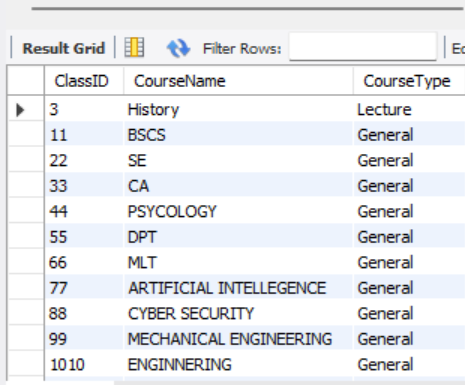 Result Grid Filter Rows: Ec
ClassID CourseName CourseType
3 History Lecture
11 BSCS General
22 SE General
33 CA General
44 PSYCOLOGY General
55 DPT General
66 MLT General
77 ARTIFICIAL INTELLEGENCE General
88 CYBER SECURITY General
99 MECHANICAL ENGINEERING General
1010 ENGINNERING General